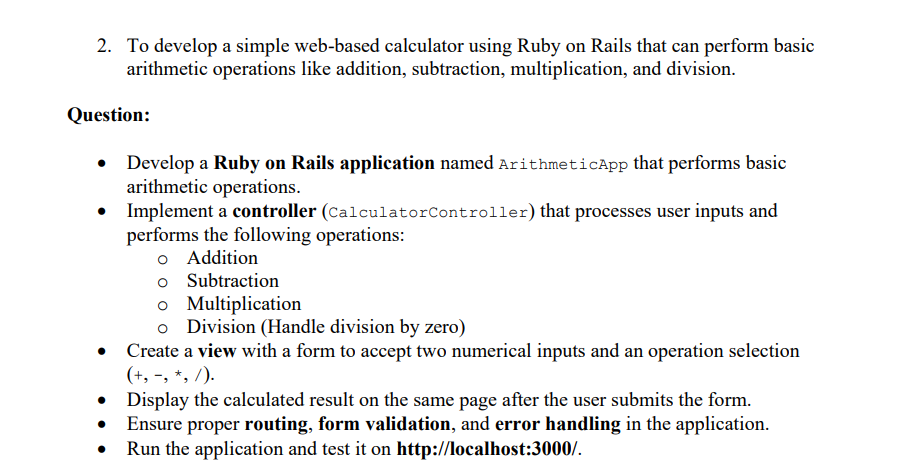 2. To develop a simple web-based calculator using Ruby on Rails that can perform basic
arithmetic operations like addition, subtraction, multiplication, and division.
Question:
• Develop a Ruby on Rails application named ArithmeticApp that performs basic
arithmetic operations.
• Implement a controller (CalculatorController) that processes user inputs and
performs the following operations:
o Addition
o Subtraction
o Multiplication
o Division (Handle division by zero)
• Create a view with a form to accept two numerical inputs and an operation selection
(+, -, *, /).
• Display the calculated result on the same page after the user submits the form.
• Ensure proper routing, form validation, and error handling in the application.
• Run the application and test it on http://localhost:3000/.